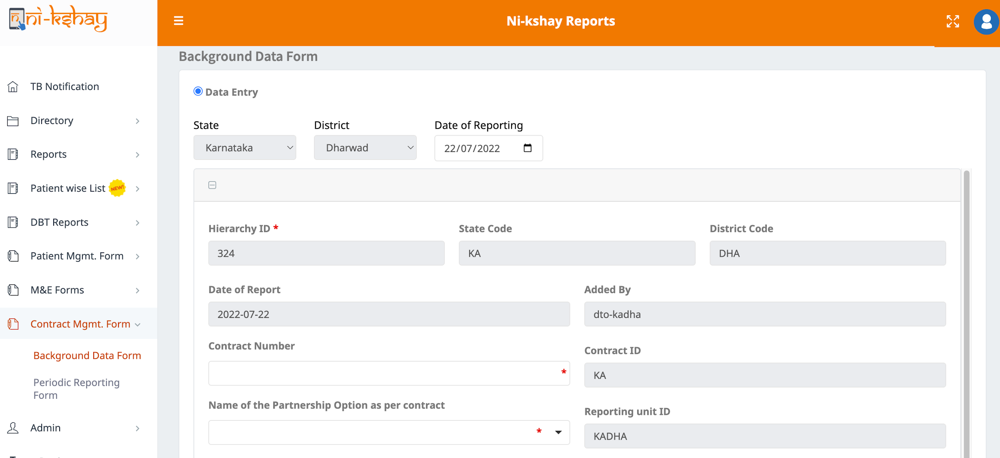 ni-kshay
Ni-kshay Reports
TB Notification
Directory
Reports
Patient wise List NEW!
DBT Reports
Patient Mgmt. Form
M&E Forms
Contract Mgmt. Form
Background Data Form
Periodic Reporting
Form
Admin
Background Data Form
Data Entry
State District Date of Reporting
Karnataka Dharwad 22/07/2022
Hierarchy ID * State Code District Code
324 KA DHA
Date of Report Added By
2022-07-22 dto-kadha
Contract Number Contract ID
* KA
Name of the Partnership Option as per contract Reporting unit ID
* KADHA